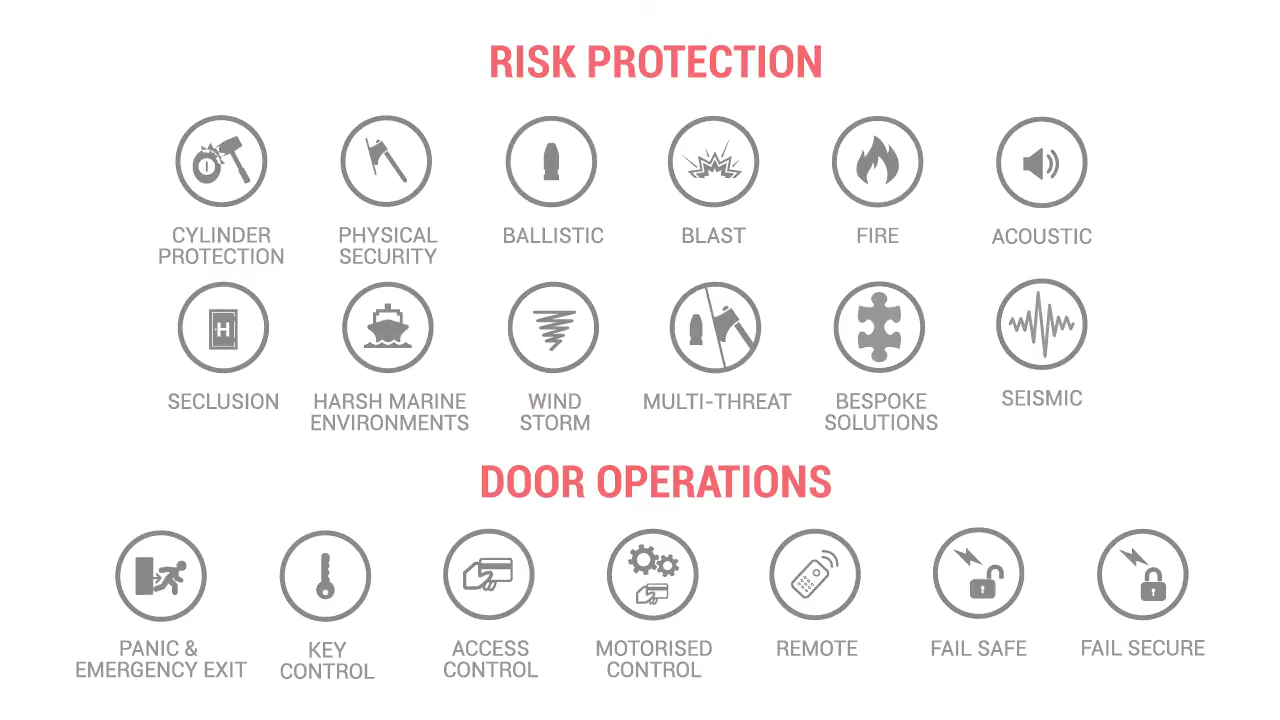 RISK PROTECTION
CYLINDER
PROTECTION
PHYSICAL
SECURITY
BALLISTIC
BLAST
FIRE
ACOUSTIC
SECLUSION
HARSH MARINE
ENVIRONMENTS
WIND
STORM
MULTI-THREAT
BESPOKE
SOLUTIONS
SEISMIC
DOOR OPERATIONS
PANIC &
EMERGENCY EXIT
KEY
CONTROL
ACCESS
CONTROL
MOTORISED
CONTROL
REMOTE
FAIL SAFE
FAIL SECURE